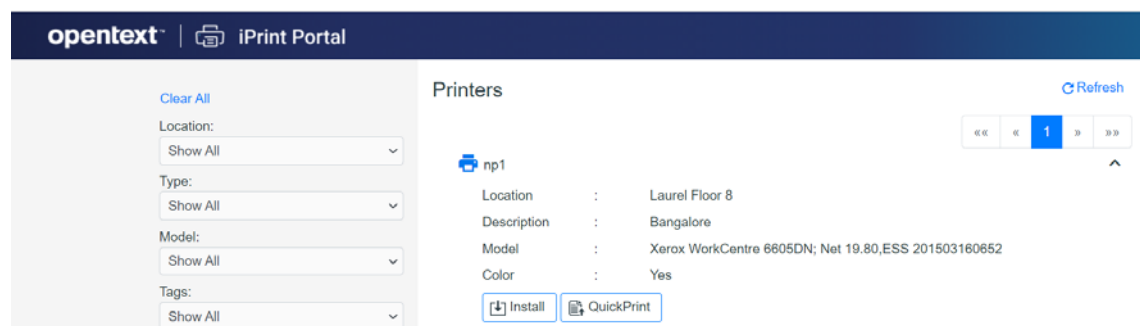 opentext™ | iPrint Portal
Clear All
Location:
Show All
Type:
Show All
Model:
Show All
Tags:
Show All
Printers
Refresh
«« « 1 » »»
np1
Location : Laurel Floor 8
Description : Bangalore
Model : Xerox WorkCentre 6605DN; Net 19.80,ESS 201503160652
Color : Yes
Install QuickPrint